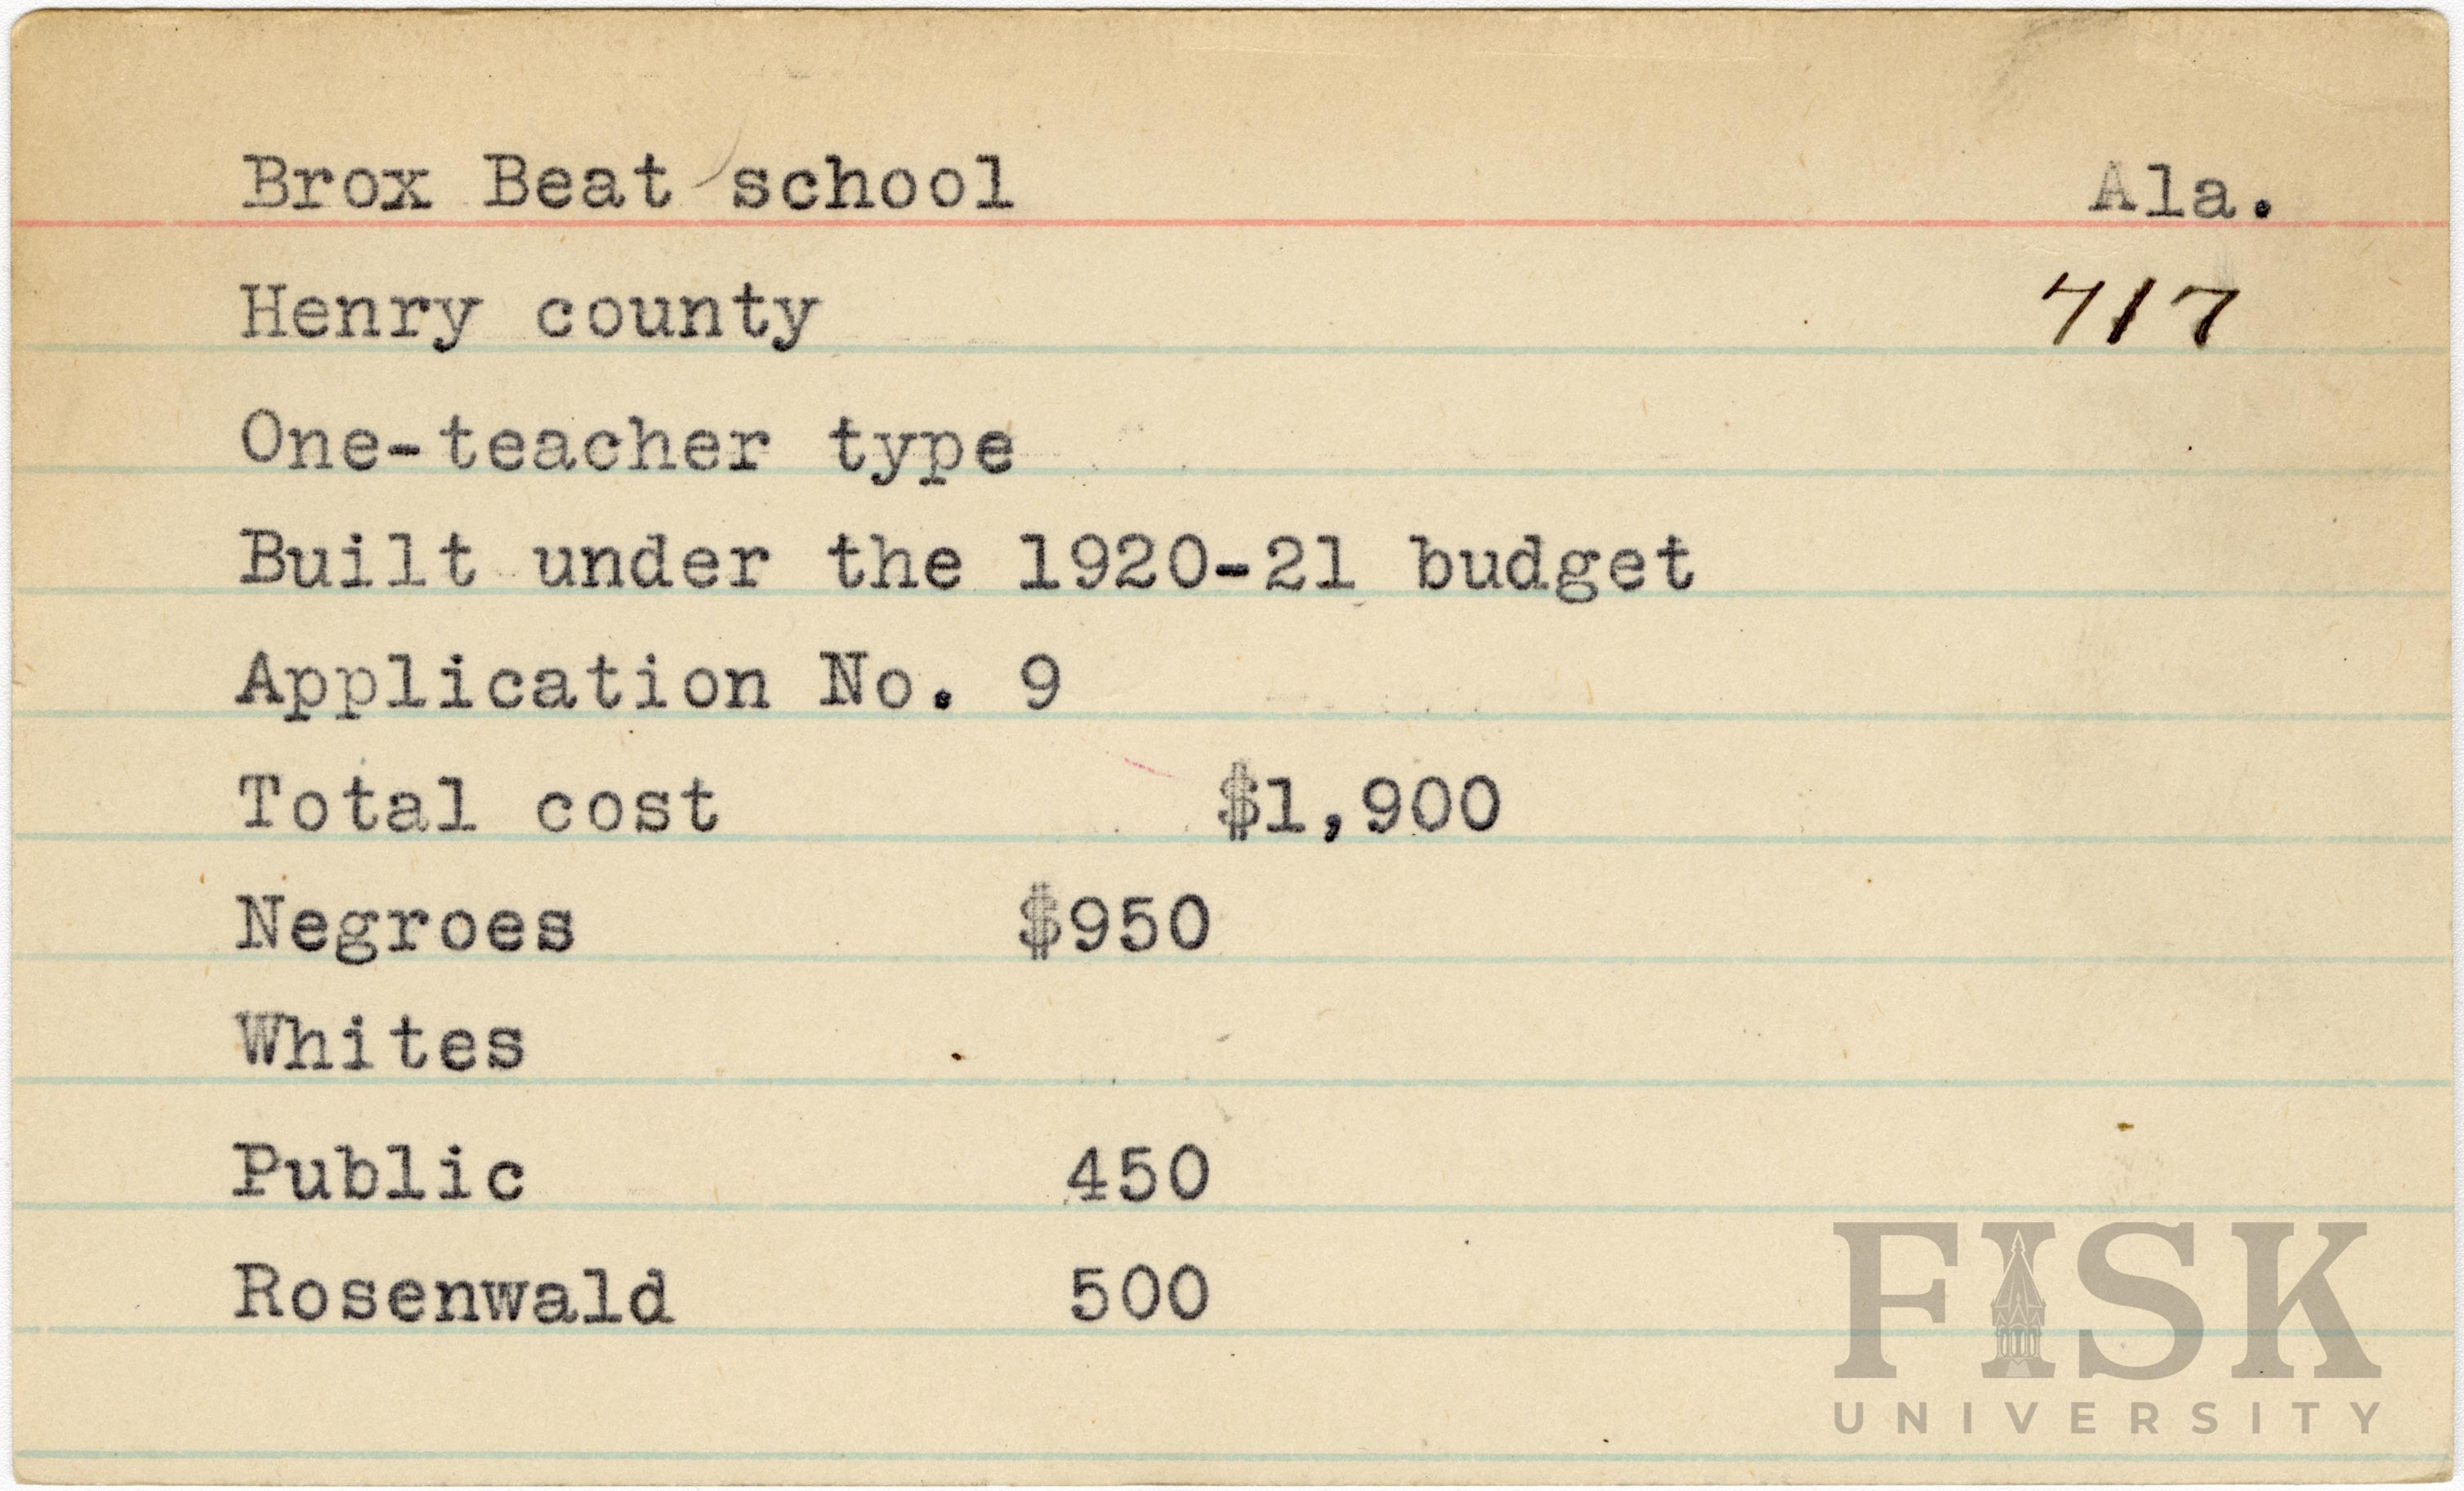 Brox Beat school Ala.
Henry county 717
One-teacher type
Built under the 1920-21 budget
Application No. 9
Total cost $1,900
Negroes $950
Whites
Public 450
Rosenwald 500
FISK
UNIVERSITY